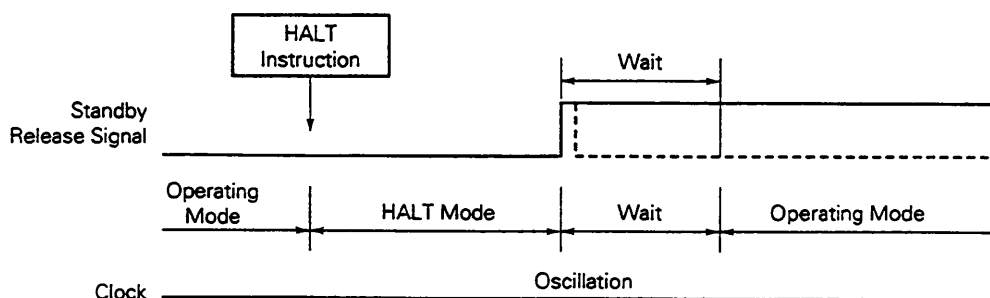 HALT
Instruction
Wait
Standby
Release Signal
Operating
Mode
HALT Mode
Wait
Operating Mode
Oscillation
Clock